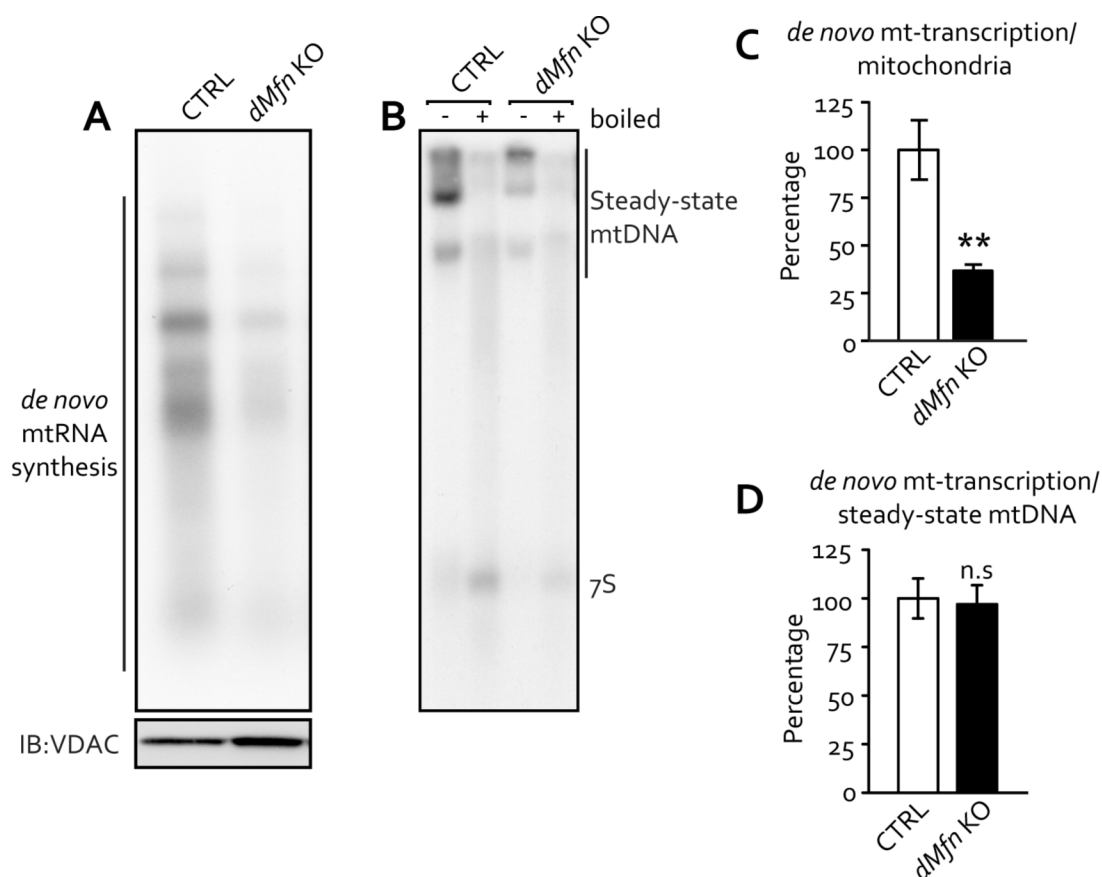 A
CTRL
dMfn KO
de novo
mtRNA
synthesis
IB:VDAC
B
CTRL
dMfn KO
- + - + boiled
Steady-state
mtDNA
7S
C
de novo mt-transcription/
mitochondria
Percentage
125
100
75
50
25
0
**
CTRL
dMfn KO
D
de novo mt-transcription/
steady-state mtDNA
Percentage
125
100
75
50
25
0
n.s
CTRL
dMfn KO